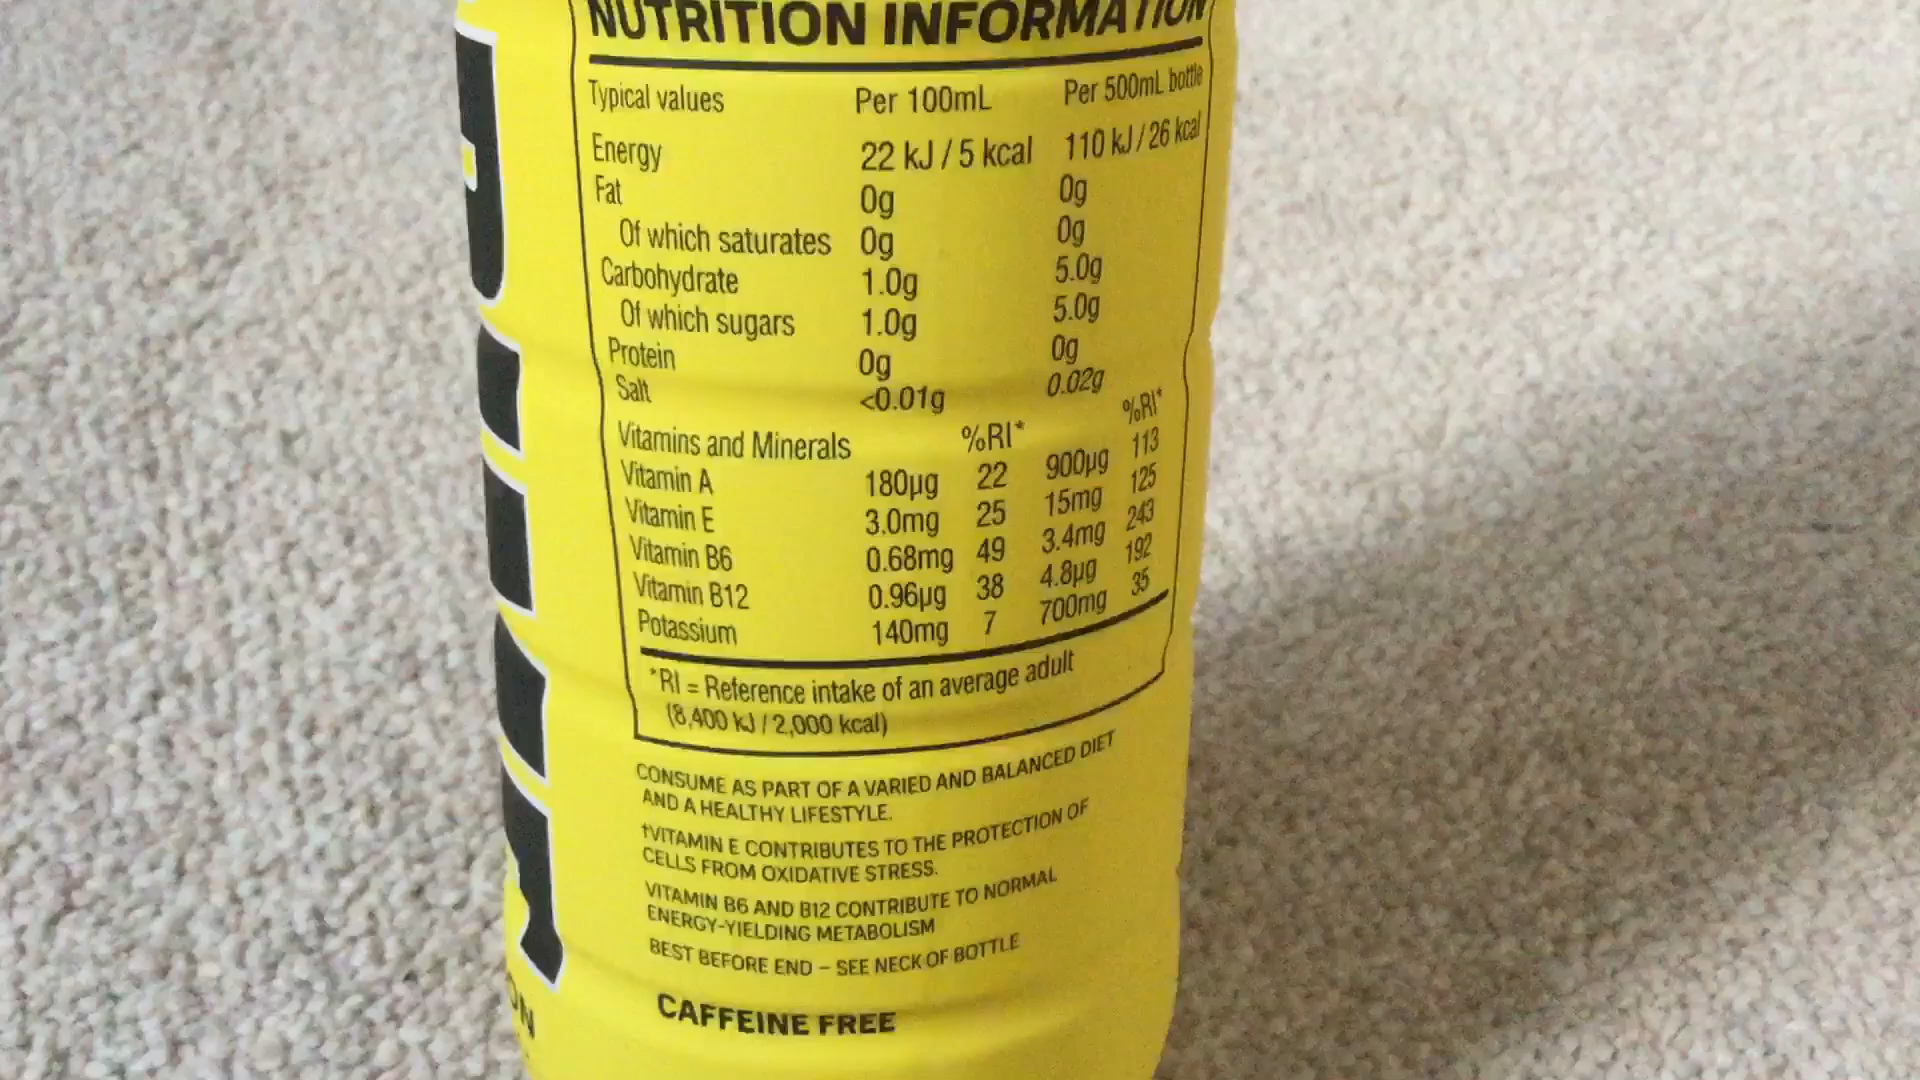 NUTRITION INFORMATION
Typical values Per 100mL Per 500mL bottle
Energy 22 kJ / 5 kcal 110 kJ / 26 kcal
Fat 0g 0g
Of which saturates 0g 0g
Carbohydrate 1.0g 5.0g
Of which sugars 1.0g 5.0g
Protein 0g 0g
Salt <0.01g 0.02g
Vitamins and Minerals %RI* %RI*
Vitamin A 180µg 22 900µg 113
Vitamin E 3.0mg 25 15mg 125
Vitamin B6 0.68mg 49 3.4mg 243
Vitamin B12 0.96µg 38 4.8µg 192
Potassium 140mg 7 700mg 35
*RI = Reference intake of an average adult
(8,400 kJ / 2,000 kcal)
CONSUME AS PART OF A VARIED AND BALANCED DIET
AND A HEALTHY LIFESTYLE.
†VITAMIN E CONTRIBUTES TO THE PROTECTION OF
CELLS FROM OXIDATIVE STRESS.
VITAMIN B6 AND B12 CONTRIBUTE TO NORMAL
ENERGY-YIELDING METABOLISM
BEST BEFORE END – SEE NECK OF BOTTLE
CAFFEINE FREE